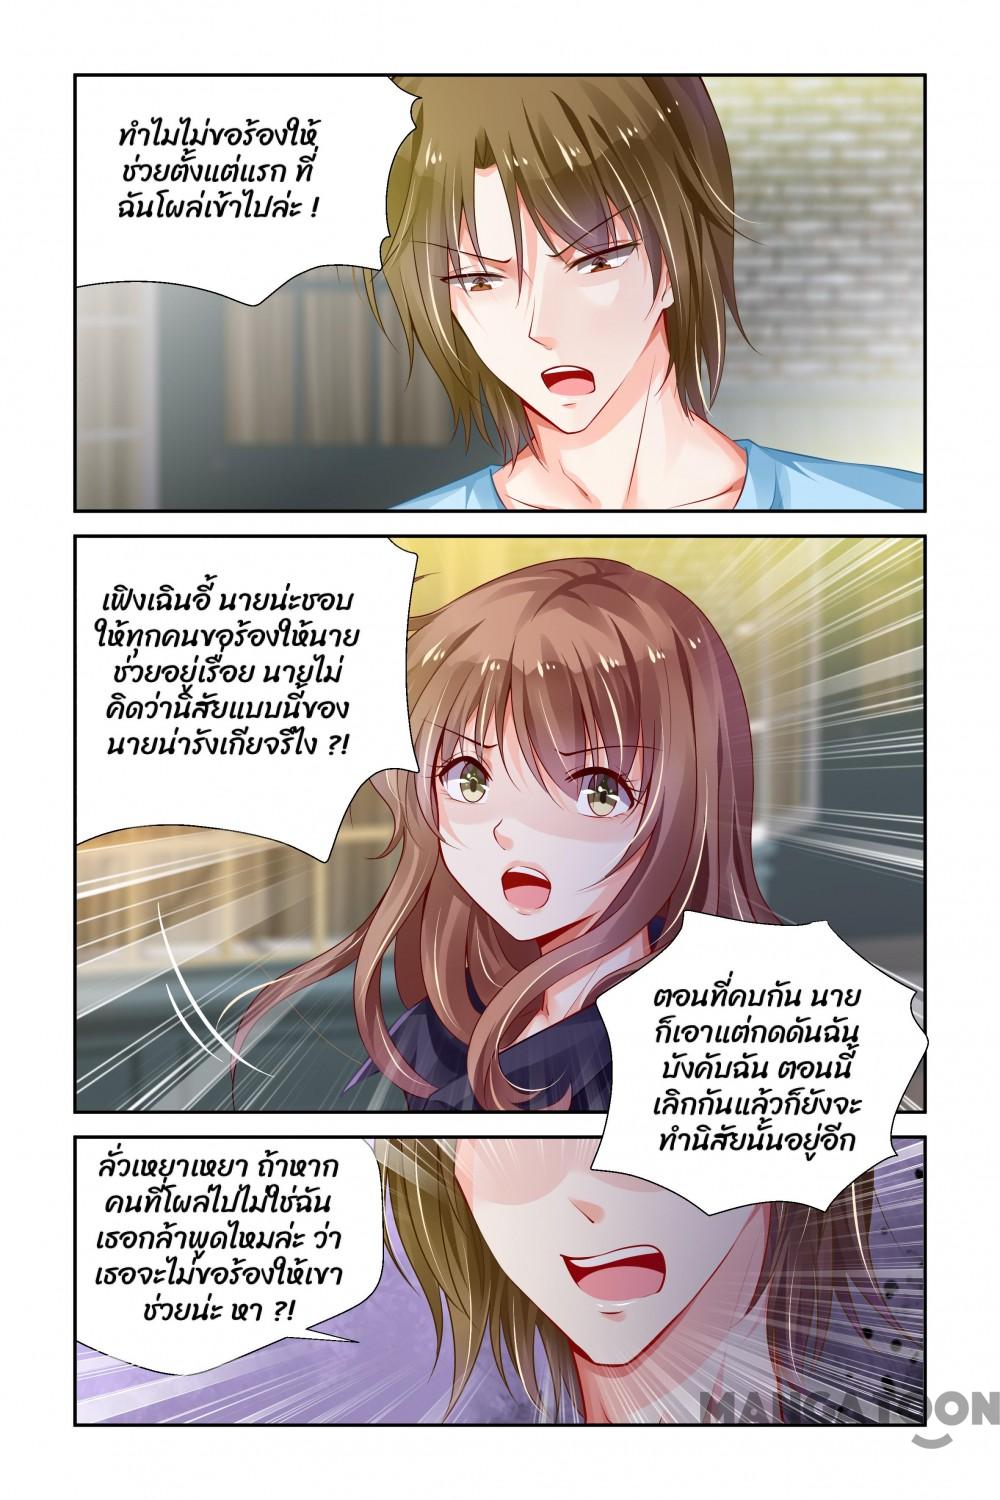 ทำไมไม่ขอร้องให้
ช่วยตั้งแต่แรก ที่
ฉันโผล่เข้าไปล่ะ !
เฟิงเฉินอี้ นายน่ะชอบ
ให้ทุกคนขอร้องให้นาย
ช่วยอยู่เรื่อย นายไม่
คิดว่านิสัยแบบนี้ของ
นายน่ารังเกียจรึไง ?!
ตอนที่คบกัน นาย
ก็เอาแต่กดดันฉัน
บังคับฉัน ตอนนี้
เลิกกันแล้วก็ยังจะ
ทำนิสัยนั้นอยู่อีก
ลั่วเหยาเหยา ถ้าหาก
คนที่โผล่ไปไม่ใช่ฉัน
เธอกล้าพูดไหมล่ะ ว่า
เธอจะไม่ขอร้องให้เขา
ช่วยน่ะ หา ?!
MANGATOON